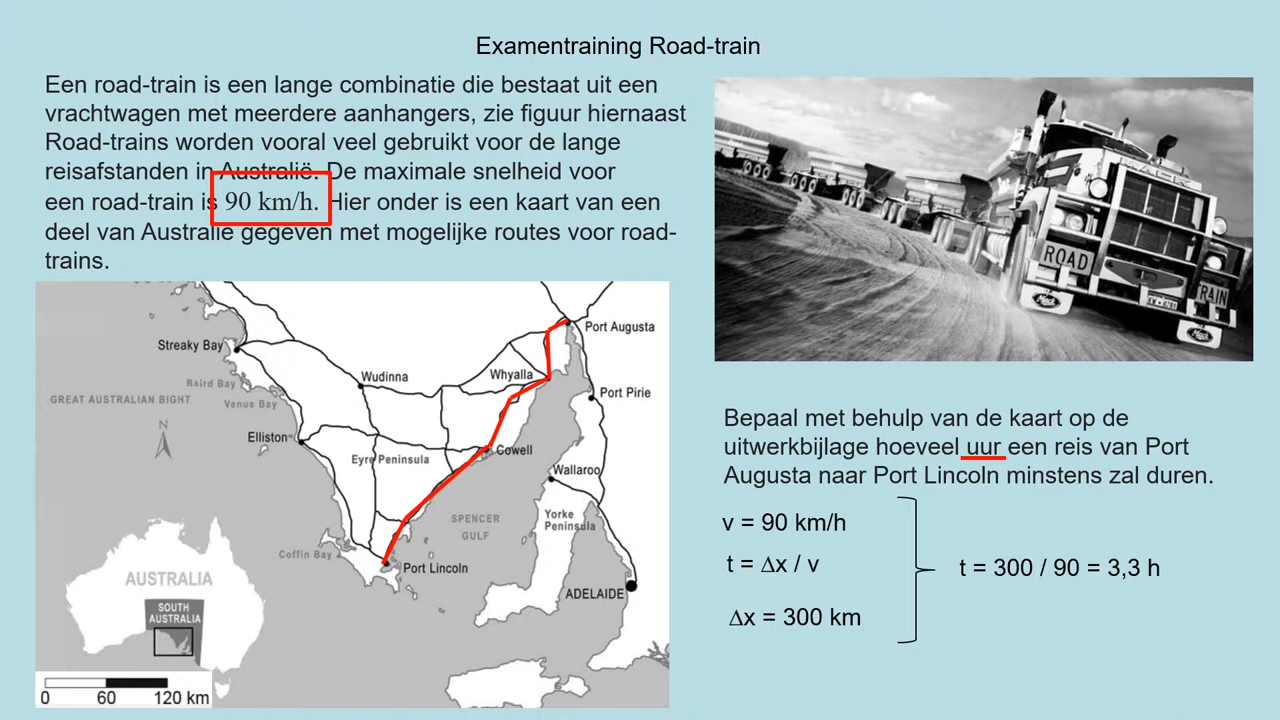 Examentraining Road-train
Een road-train is een lange combinatie die bestaat uit een
vrachtwagen met meerdere aanhangers, zie figuur hiernaast
Road-trains worden vooral veel gebruikt voor de lange
reisafstanden in Australië. De maximale snelheid voor
een road-train is 90 km/h. Hier onder is een kaart van een
deel van Australië gegeven met mogelijke routes voor road-
trains.
MACK
ROAD
TRAIN
Mack
Mack
Port Augusta
Streaky Bay
Whyalla
Wudinna
Baird Bay
Port Pirie
GREAT AUSTRALIAN BIGHT
Venus Bay
N
Elliston
Cowell
Eyre Peninsula
Wallaroo
SPENCER
GULF
Yorke
Peninsula
Coffin Bay
Port Lincoln
AUSTRALIA
ADELAIDE
SOUTH
AUSTRALIA
0 60 120 km
Bepaal met behulp van de kaart op de
uitwerkbijlage hoeveel uur een reis van Port
Augusta naar Port Lincoln minstens zal duren.
v = 90 km/h
t = ∆x / v
t = 300 / 90 = 3,3 h
∆x = 300 km